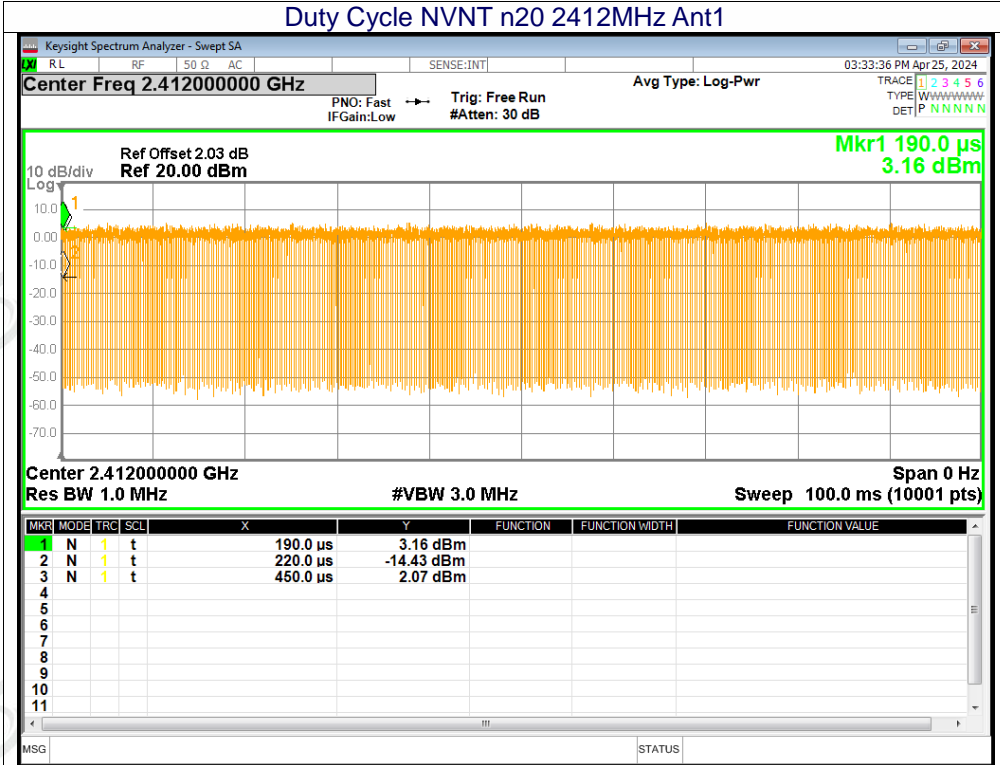 Duty Cycle NVNT n20 2412MHz Ant1
Keysight Spectrum Analyzer - Swept SA
LXI RL RF 50 Ω AC SENSE:INT 03:33:36 PM Apr 25, 2024
Center Freq 2.412000000 GHz
PNO: Fast
IFGain:Low
Trig: Free Run
#Atten: 30 dB
Avg Type: Log-Pwr
TRACE 1 2 3 4 5 6
TYPE WWWWWW
DET P N N N N N
Mkr1 190.0 µs
3.16 dBm
Ref Offset 2.03 dB
10 dB/div Ref 20.00 dBm
Log
10.0
0.00
-10.0
-20.0
-30.0
-40.0
-50.0
-60.0
-70.0
1
2
Center 2.412000000 GHz Span 0 Hz
Res BW 1.0 MHz #VBW 3.0 MHz Sweep 100.0 ms (10001 pts)
MKR MODE TRC SCL X Y FUNCTION FUNCTION WIDTH FUNCTION VALUE
1 N 1 t 190.0 µs 3.16 dBm
2 N 1 t 220.0 µs -14.43 dBm
3 N 1 t 450.0 µs 2.07 dBm
4
5
6
7
8
9
10
11
MSG STATUS